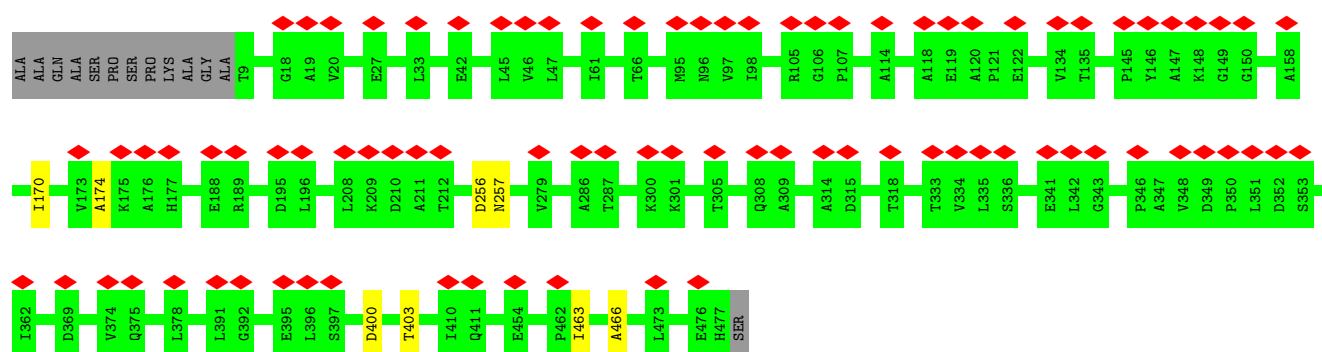 ALA ALA GLN ALA SER PRO SER PRO LYS ALA GLY ALA T9 G18 A19 V20 E27 L33 E42 L45 V46 L47 I61 T66 M95 N96 V97 I98 R105 G106 P107 A114 A118 E119 A120 P121 E122 V134 T135 P145 Y146 A147 K148 G149 G150 A158
I170 V173 A174 K175 A176 H177 E188 R189 D195 L196 L208 K209 D210 A211 T212 D256 N257 V279 A286 T287 K300 K301 T305 Q308 A309 A314 D315 T318 T333 V334 L335 S336 E341 L342 G343 P346 A347 V348 D349 P350 L351 D352 S353
I362 D369 V374 Q375 L378 L391 G392 E395 L396 S397 D400 T403 I410 Q411 E454 P462 I463 A466 L473 E476 H477 SER